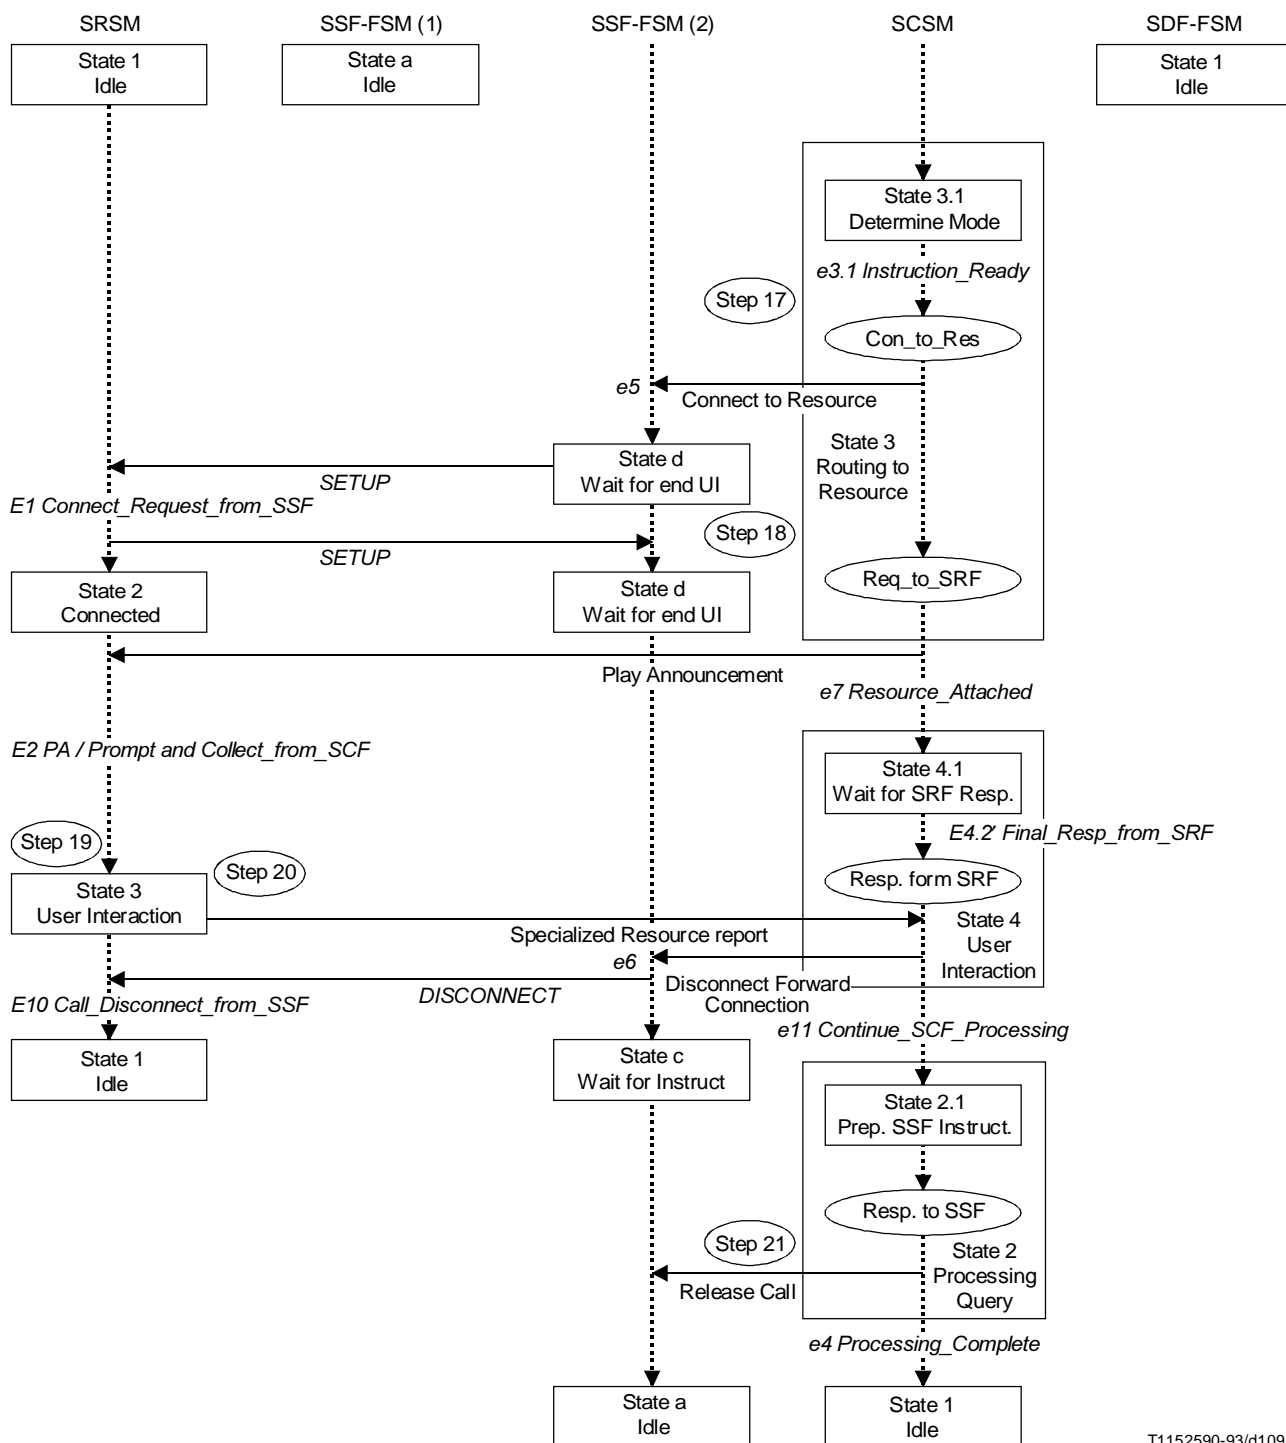 SRSM
SSF-FSM (1)
SSF-FSM (2)
SCSM
SDF-FSM
State 1
Idle
State a
Idle
State 1
Idle
State 3.1
Determine Mode
e3.1 Instruction_Ready
Step 17
Con_to_Res
e5
Connect to Resource
State d
Wait for end UI
State 3
Routing to
Resource
SETUP
E1 Connect_Request_from_SSF
Step 18
SETUP
State 2
Connected
State d
Wait for end UI
Req_to_SRF
Play Announcement
e7 Resource_Attached
E2 PA / Prompt and Collect_from_SCF
State 4.1
Wait for SRF Resp.
E4.2′ Final_Resp_from_SRF
Step 19
Step 20
State 3
User Interaction
Resp. form SRF
Specialized Resource report
State 4
User
Interaction
e6
DISCONNECT
Disconnect Forward
Connection
E10 Call_Disconnect_from_SSF
e11 Continue_SCF_Processing
State 1
Idle
State c
Wait for Instruct
State 2.1
Prep. SSF Instruct.
Resp. to SSF
Step 21
State 2
Processing
Query
Release Call
e4 Processing_Complete
State a
Idle
State 1
Idle
T1152590-93/d109